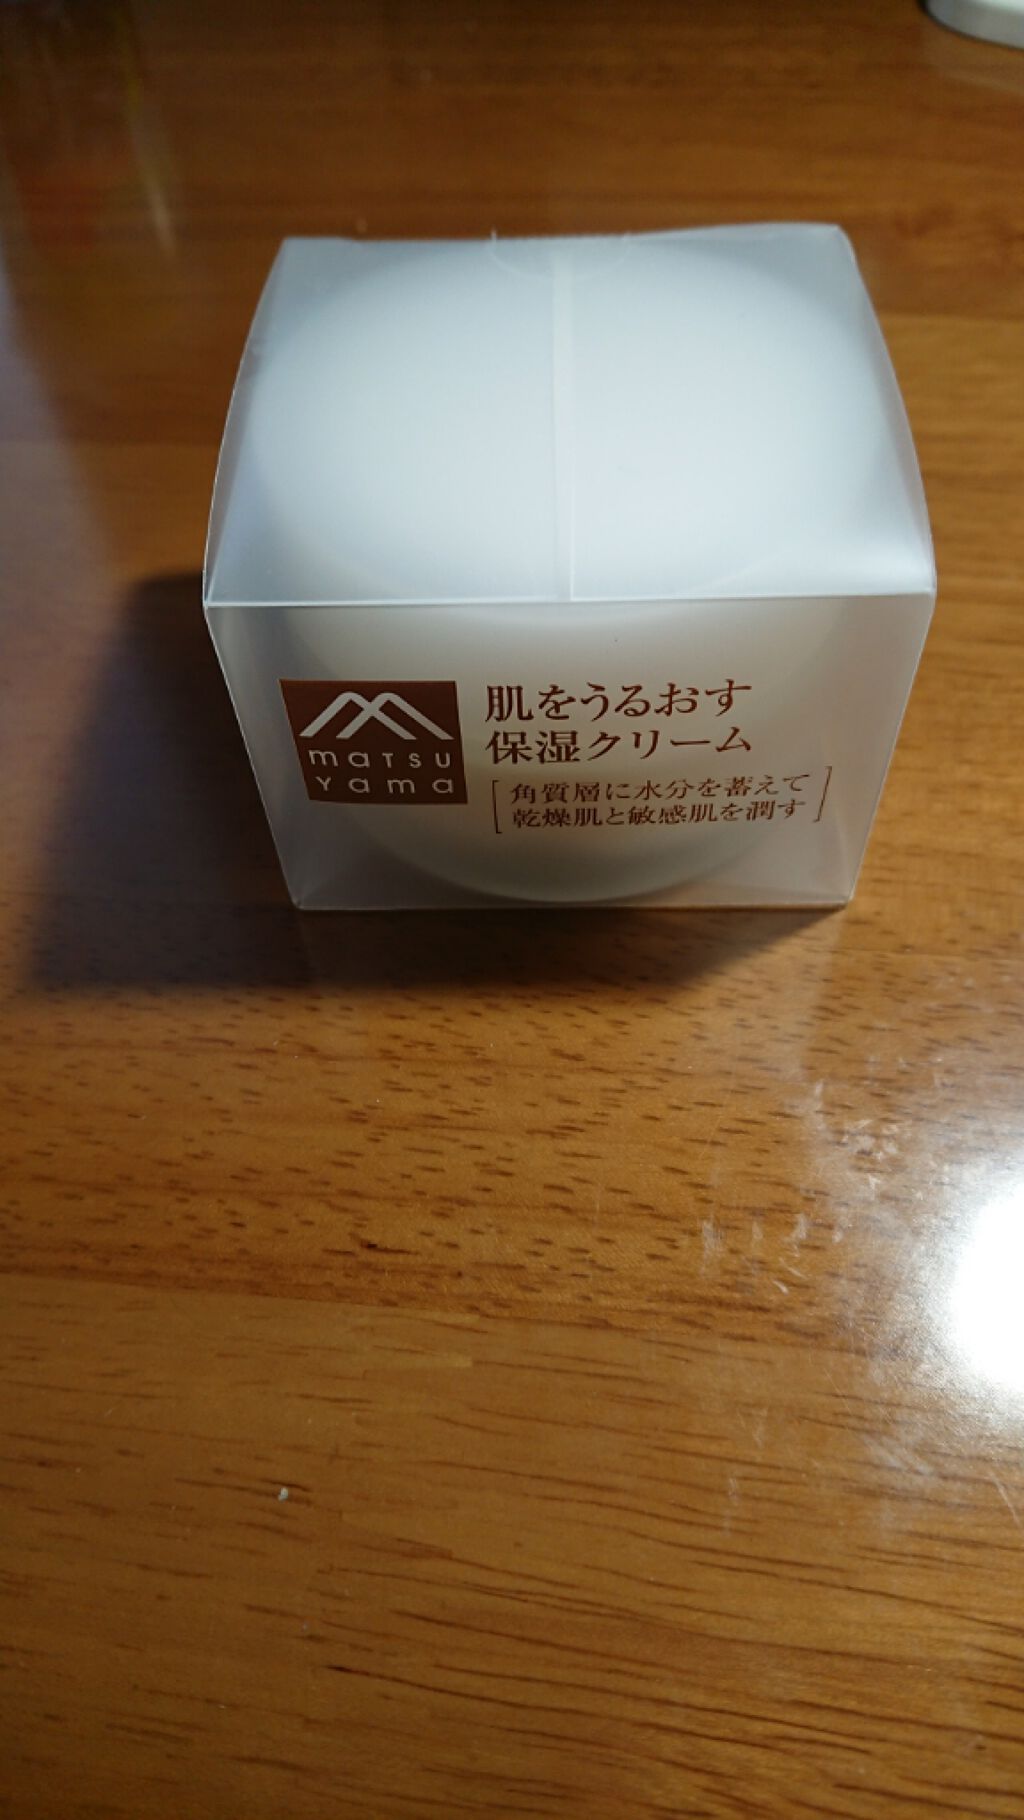 matsu
yama
肌をうるおす
保湿クリーム
[角質層に水分を蓄えて
乾燥肌と敏感肌を潤す]